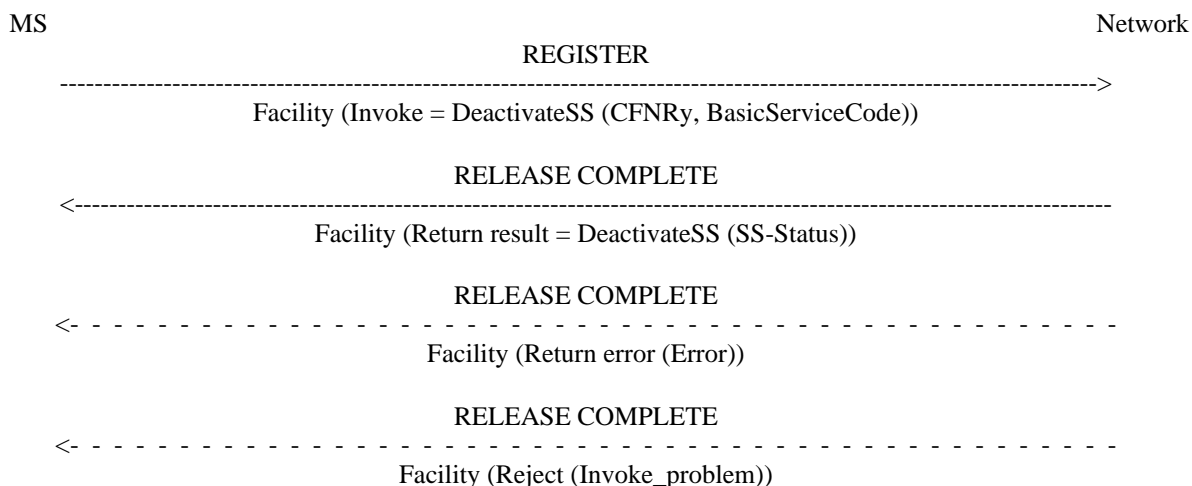 MS Network
REGISTER
------------------------------------------------------------------------------------------------------------------------>
Facility (Invoke = DeactivateSS (CFNRy, BasicServiceCode))
RELEASE COMPLETE
<------------------------------------------------------------------------------------------------------------------------
Facility (Return result = DeactivateSS (SS-Status))
RELEASE COMPLETE
<- - - - - - - - - - - - - - - - - - - - - - - - - - - - - - - - - - - - - - - - - - -
Facility (Return error (Error))
RELEASE COMPLETE
<- - - - - - - - - - - - - - - - - - - - - - - - - - - - - - - - - - - - - - - - - - -
Facility (Reject (Invoke_problem))